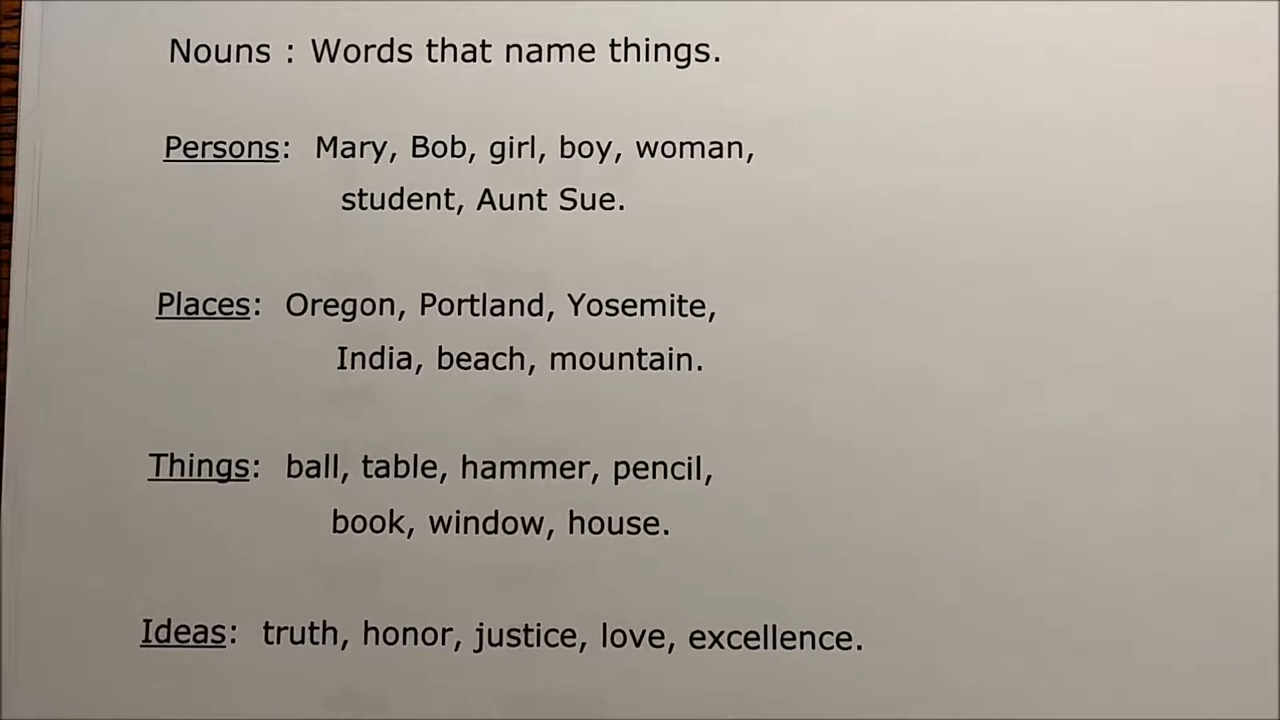 Nouns : Words that name things.
Persons: Mary, Bob, girl, boy, woman,
student, Aunt Sue.
Places: Oregon, Portland, Yosemite,
India, beach, mountain.
Things: ball, table, hammer, pencil,
book, window, house.
Ideas: truth, honor, justice, love, excellence.